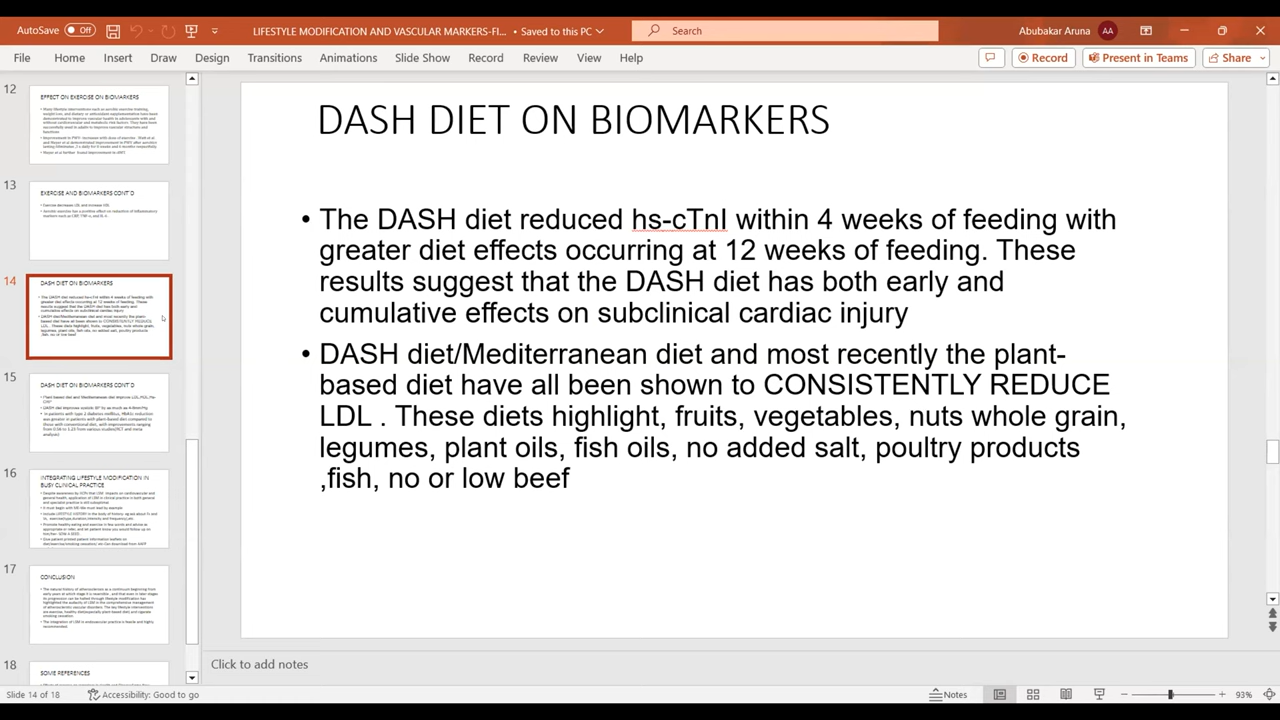 AutoSave Off
LIFESTYLE MODIFICATION AND VASCULAR MARKERS-FI... • Saved to this PC
Search
Abubakar Aruna AA
File Home Insert Draw Design Transitions Animations Slide Show Record Review View Help
Record Present in Teams Share
12
EFFECT ON EXERCISE ON BIOMARKERS
13
EXERCISE AND BIOMARKERS CONT'D
14
DASH DIET ON BIOMARKERS
15
DASH DIET ON BIOMARKERS CONT'D
16
INTEGRATING LIFESTYLE MODIFICATION IN
BUSY CLINICAL PRACTICE
17
CONCLUSION
18
SOME REFERENCES
DASH DIET ON BIOMARKERS
• The DASH diet reduced hs-cTnI within 4 weeks of feeding with
greater diet effects occurring at 12 weeks of feeding. These
results suggest that the DASH diet has both early and
cumulative effects on subclinical cardiac injury
• DASH diet/Mediterranean diet and most recently the plant-
based diet have all been shown to CONSISTENTLY REDUCE
LDL . These diets highlight, fruits, vegetables, nuts whole grain,
legumes, plant oils, fish oils, no added salt, poultry products
,fish, no or low beef
Click to add notes
Slide 14 of 18 Accessibility: Good to go
Notes 93%